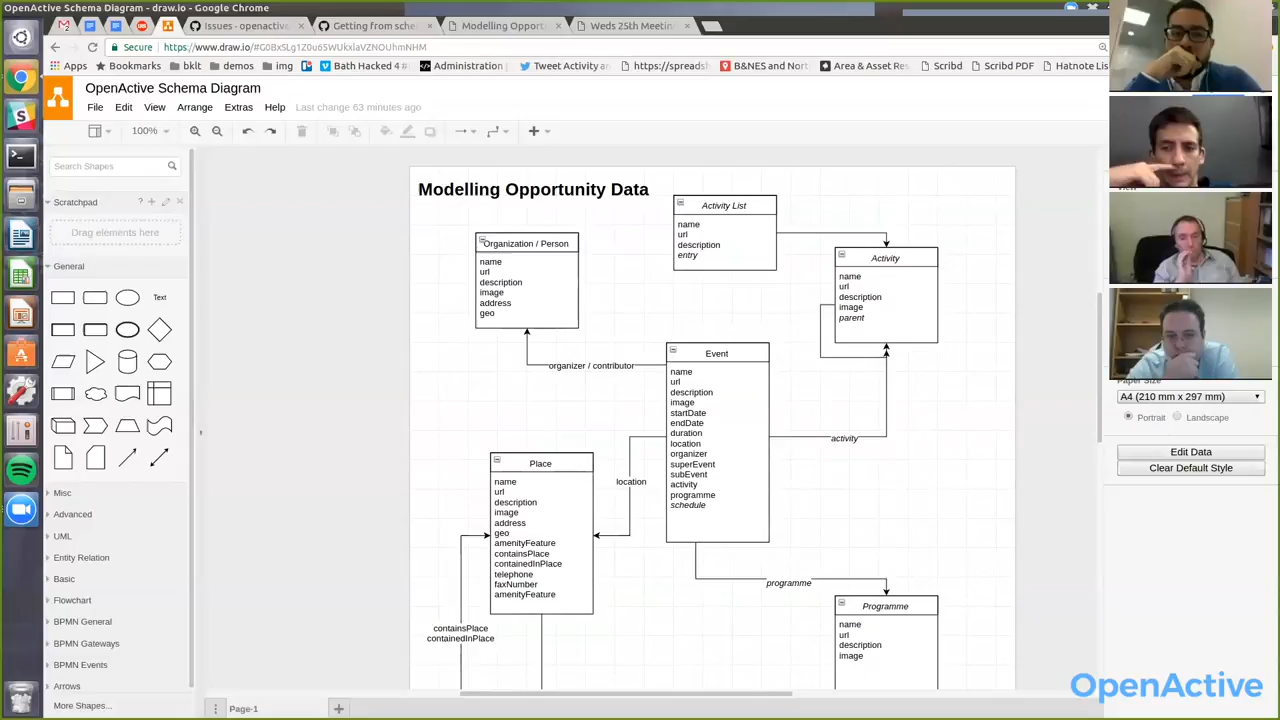 OpenActive Schema Diagram - draw.io - Google Chrome
Issues · openactive
Getting from sche
Modelling Opportu
Weds 25th Meetin
Secure
https://www.draw.io/#G0BxSLg1Z0u65WUkxlaVZNOUhmNHM
Apps
Bookmarks
bklt
demos
img
Bath Hacked 4
Administration
Tweet Activity an
https://spreadsh
B&NES and North
Area & Asset Res
Scribd
Scribd PDF
Hatnote List
OpenActive Schema Diagram
File
Edit
View
Arrange
Extras
Help
Last change 63 minutes ago
100%
Search Shapes
Scratchpad
Drag elements here
General
Text
Misc
Advanced
UML
Entity Relation
Basic
Flowchart
BPMN General
BPMN Gateways
BPMN Events
Arrows
More Shapes...
Modelling Opportunity Data
Activity List
name
url
description
entry
Organization / Person
name
url
description
image
address
geo
Activity
name
url
description
image
parent
organizer / contributor
Event
name
url
description
image
startDate
endDate
duration
location
organizer
superEvent
subEvent
activity
programme
schedule
activity
location
Place
name
url
description
image
address
geo
amenityFeature
containsPlace
containedInPlace
telephone
faxNumber
amenityFeature
containsPlace
containedInPlace
programme
Programme
name
url
description
image
Page-1
Paper Size
A4 (210 mm x 297 mm)
Portrait
Landscape
Edit Data
Clear Default Style
OpenActive